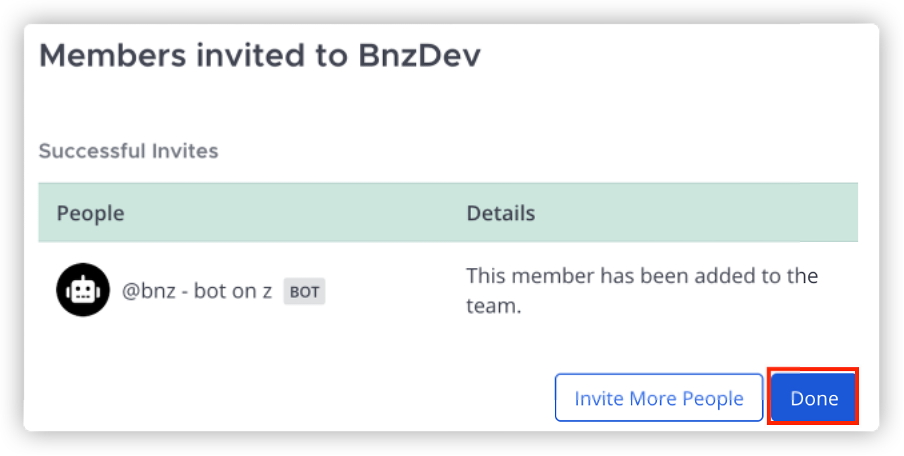 Members invited to BnzDev
Successful Invites
People Details
@bnz - bot on z BOT
This member has been added to the
team.
Invite More People Done